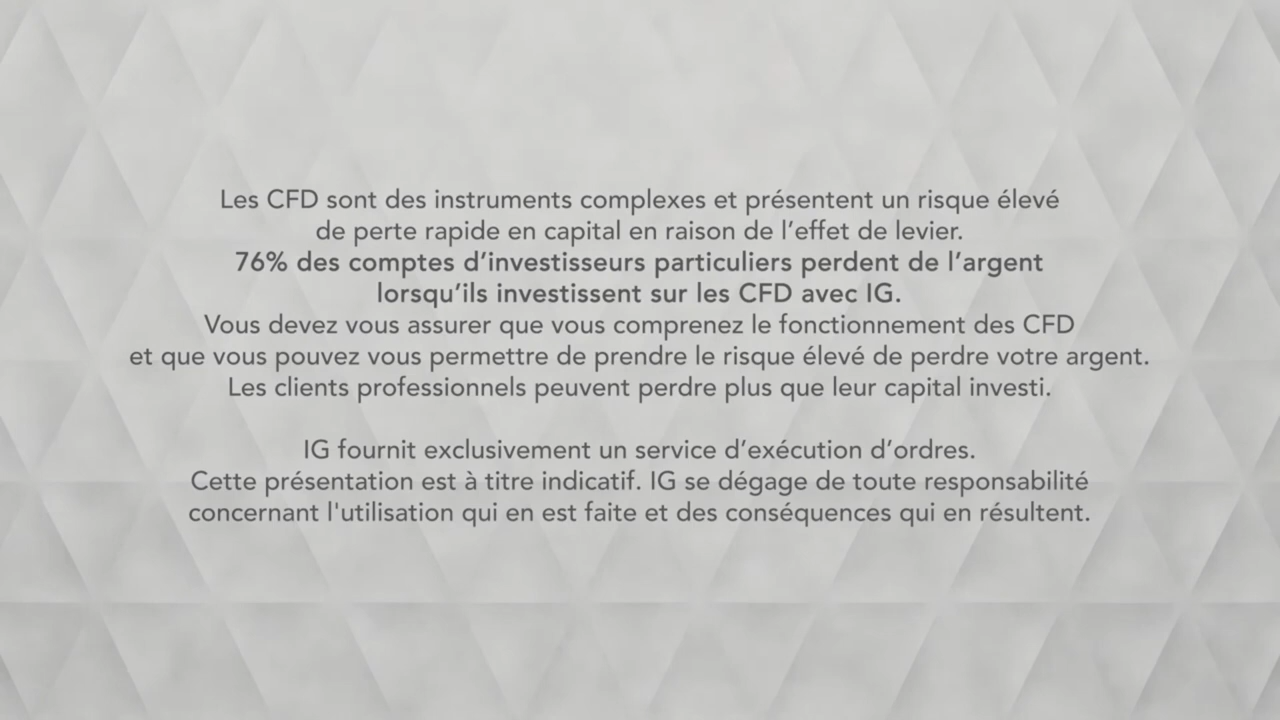 Les CFD sont des instruments complexes et présentent un risque élevé
de perte rapide en capital en raison de l’effet de levier.
76% des comptes d’investisseurs particuliers perdent de l’argent
lorsqu’ils investissent sur les CFD avec IG.
Vous devez vous assurer que vous comprenez le fonctionnement des CFD
et que vous pouvez vous permettre de prendre le risque élevé de perdre votre argent.
Les clients professionnels peuvent perdre plus que leur capital investi.
IG fournit exclusivement un service d’exécution d’ordres.
Cette présentation est à titre indicatif. IG se dégage de toute responsabilité
concernant l'utilisation qui en est faite et des conséquences qui en résultent.